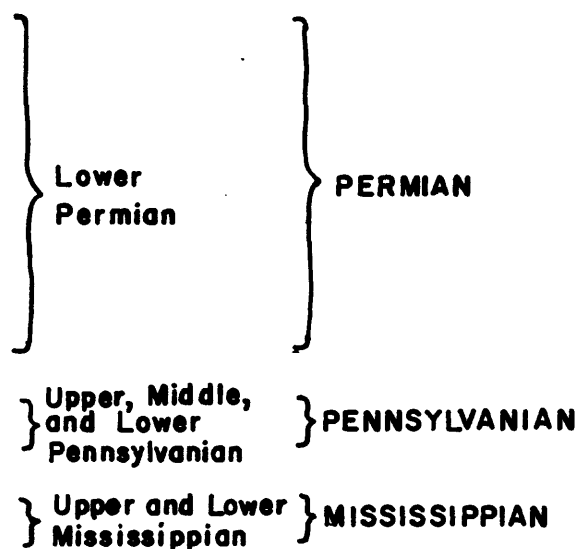 Lower
Permian
PERMIAN
Upper, Middle,
and Lower
Pennsylvanian
PENNSYLVANIAN
Upper and Lower
Mississippian
MISSISSIPPIAN